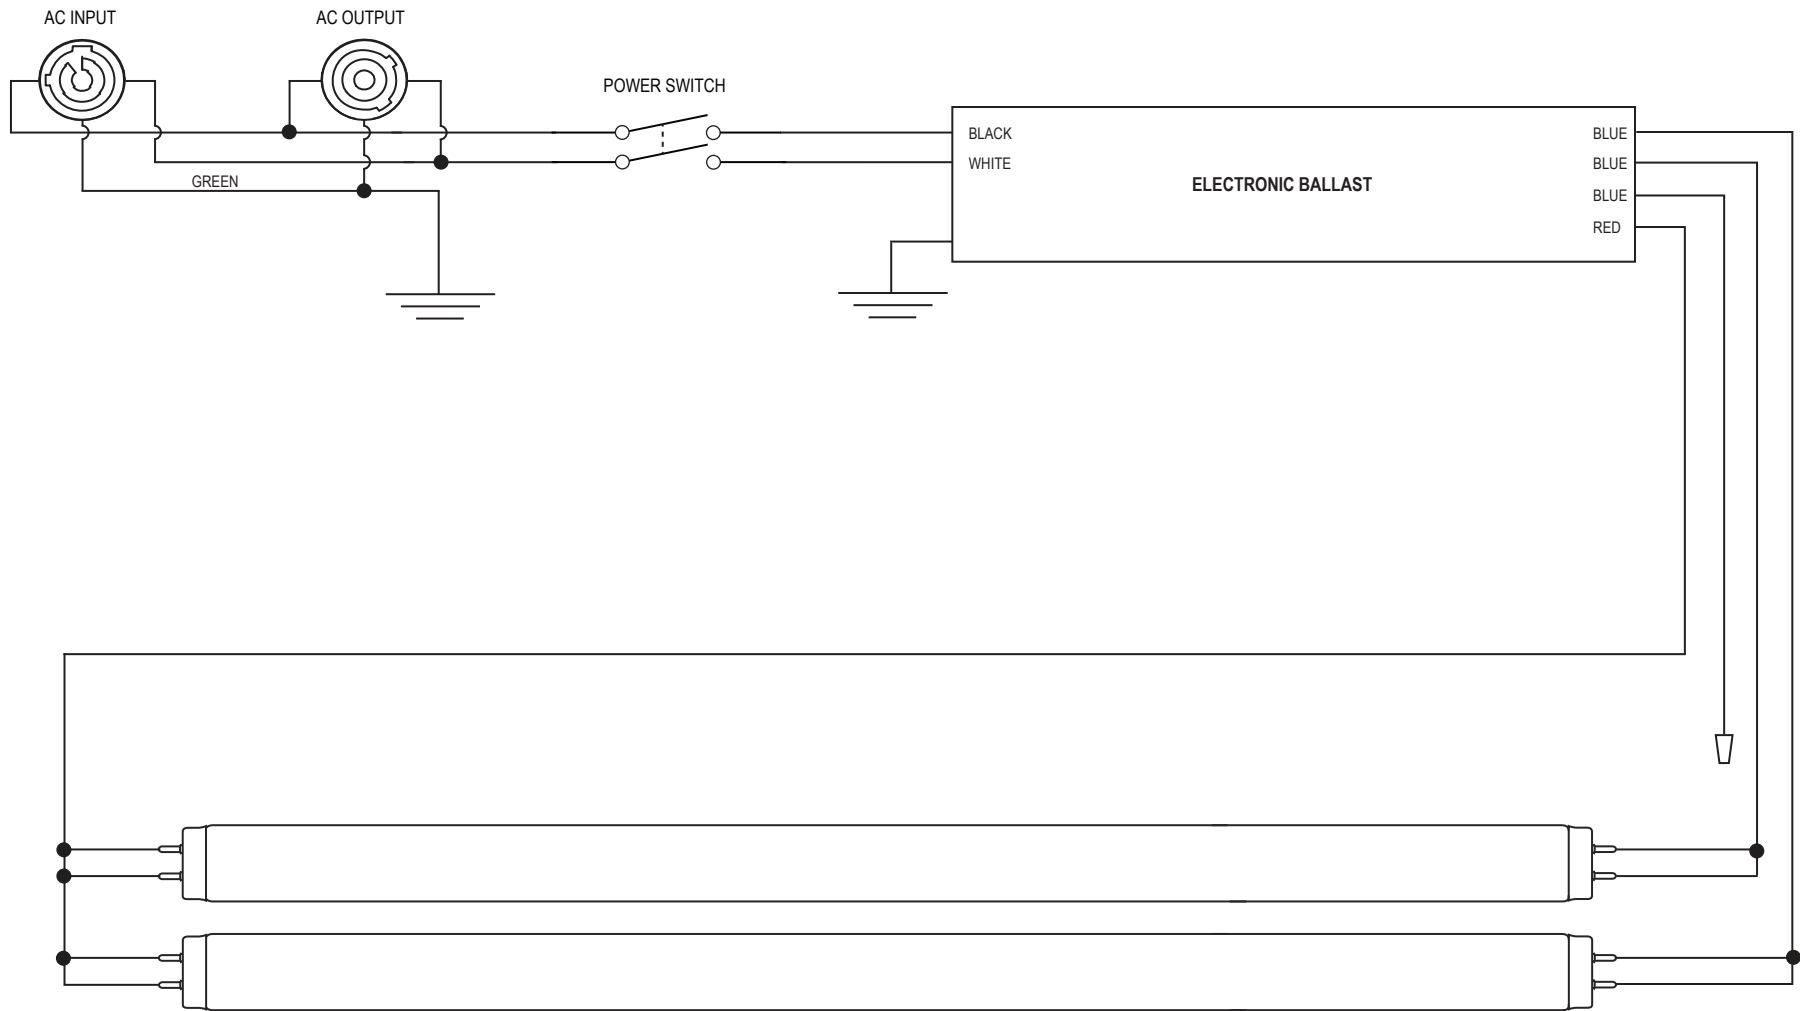 AC INPUT
AC OUTPUT
POWER SWITCH
BLACK
WHITE
GREEN
ELECTRONIC BALLAST
BLUE
BLUE
BLUE
RED